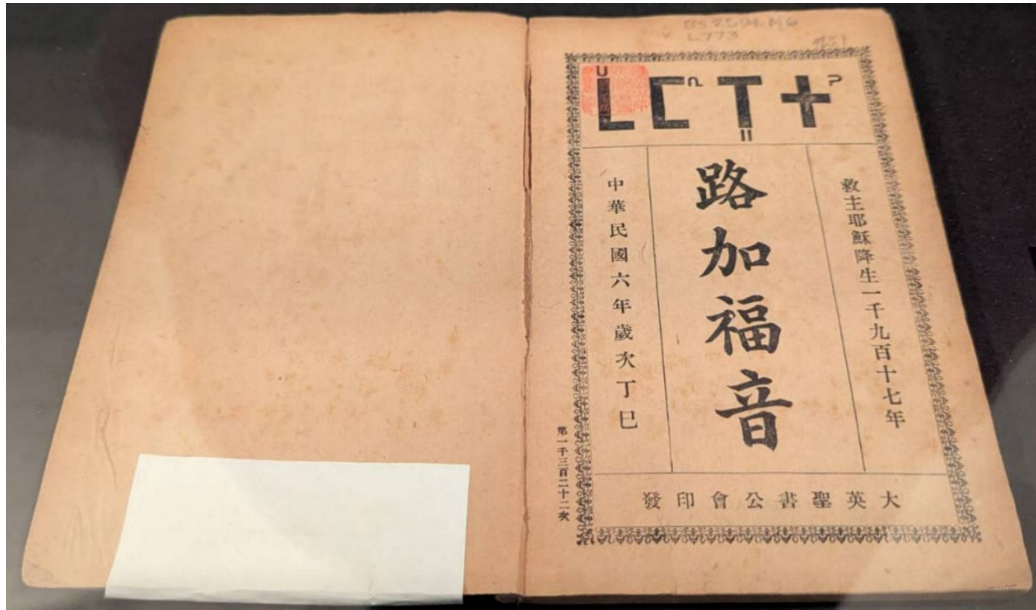 L773
救主耶穌降生一千九百十七年
路加福音
中華民國六年歲次丁巳
大英聖書公會印發
第一千三百二十二次